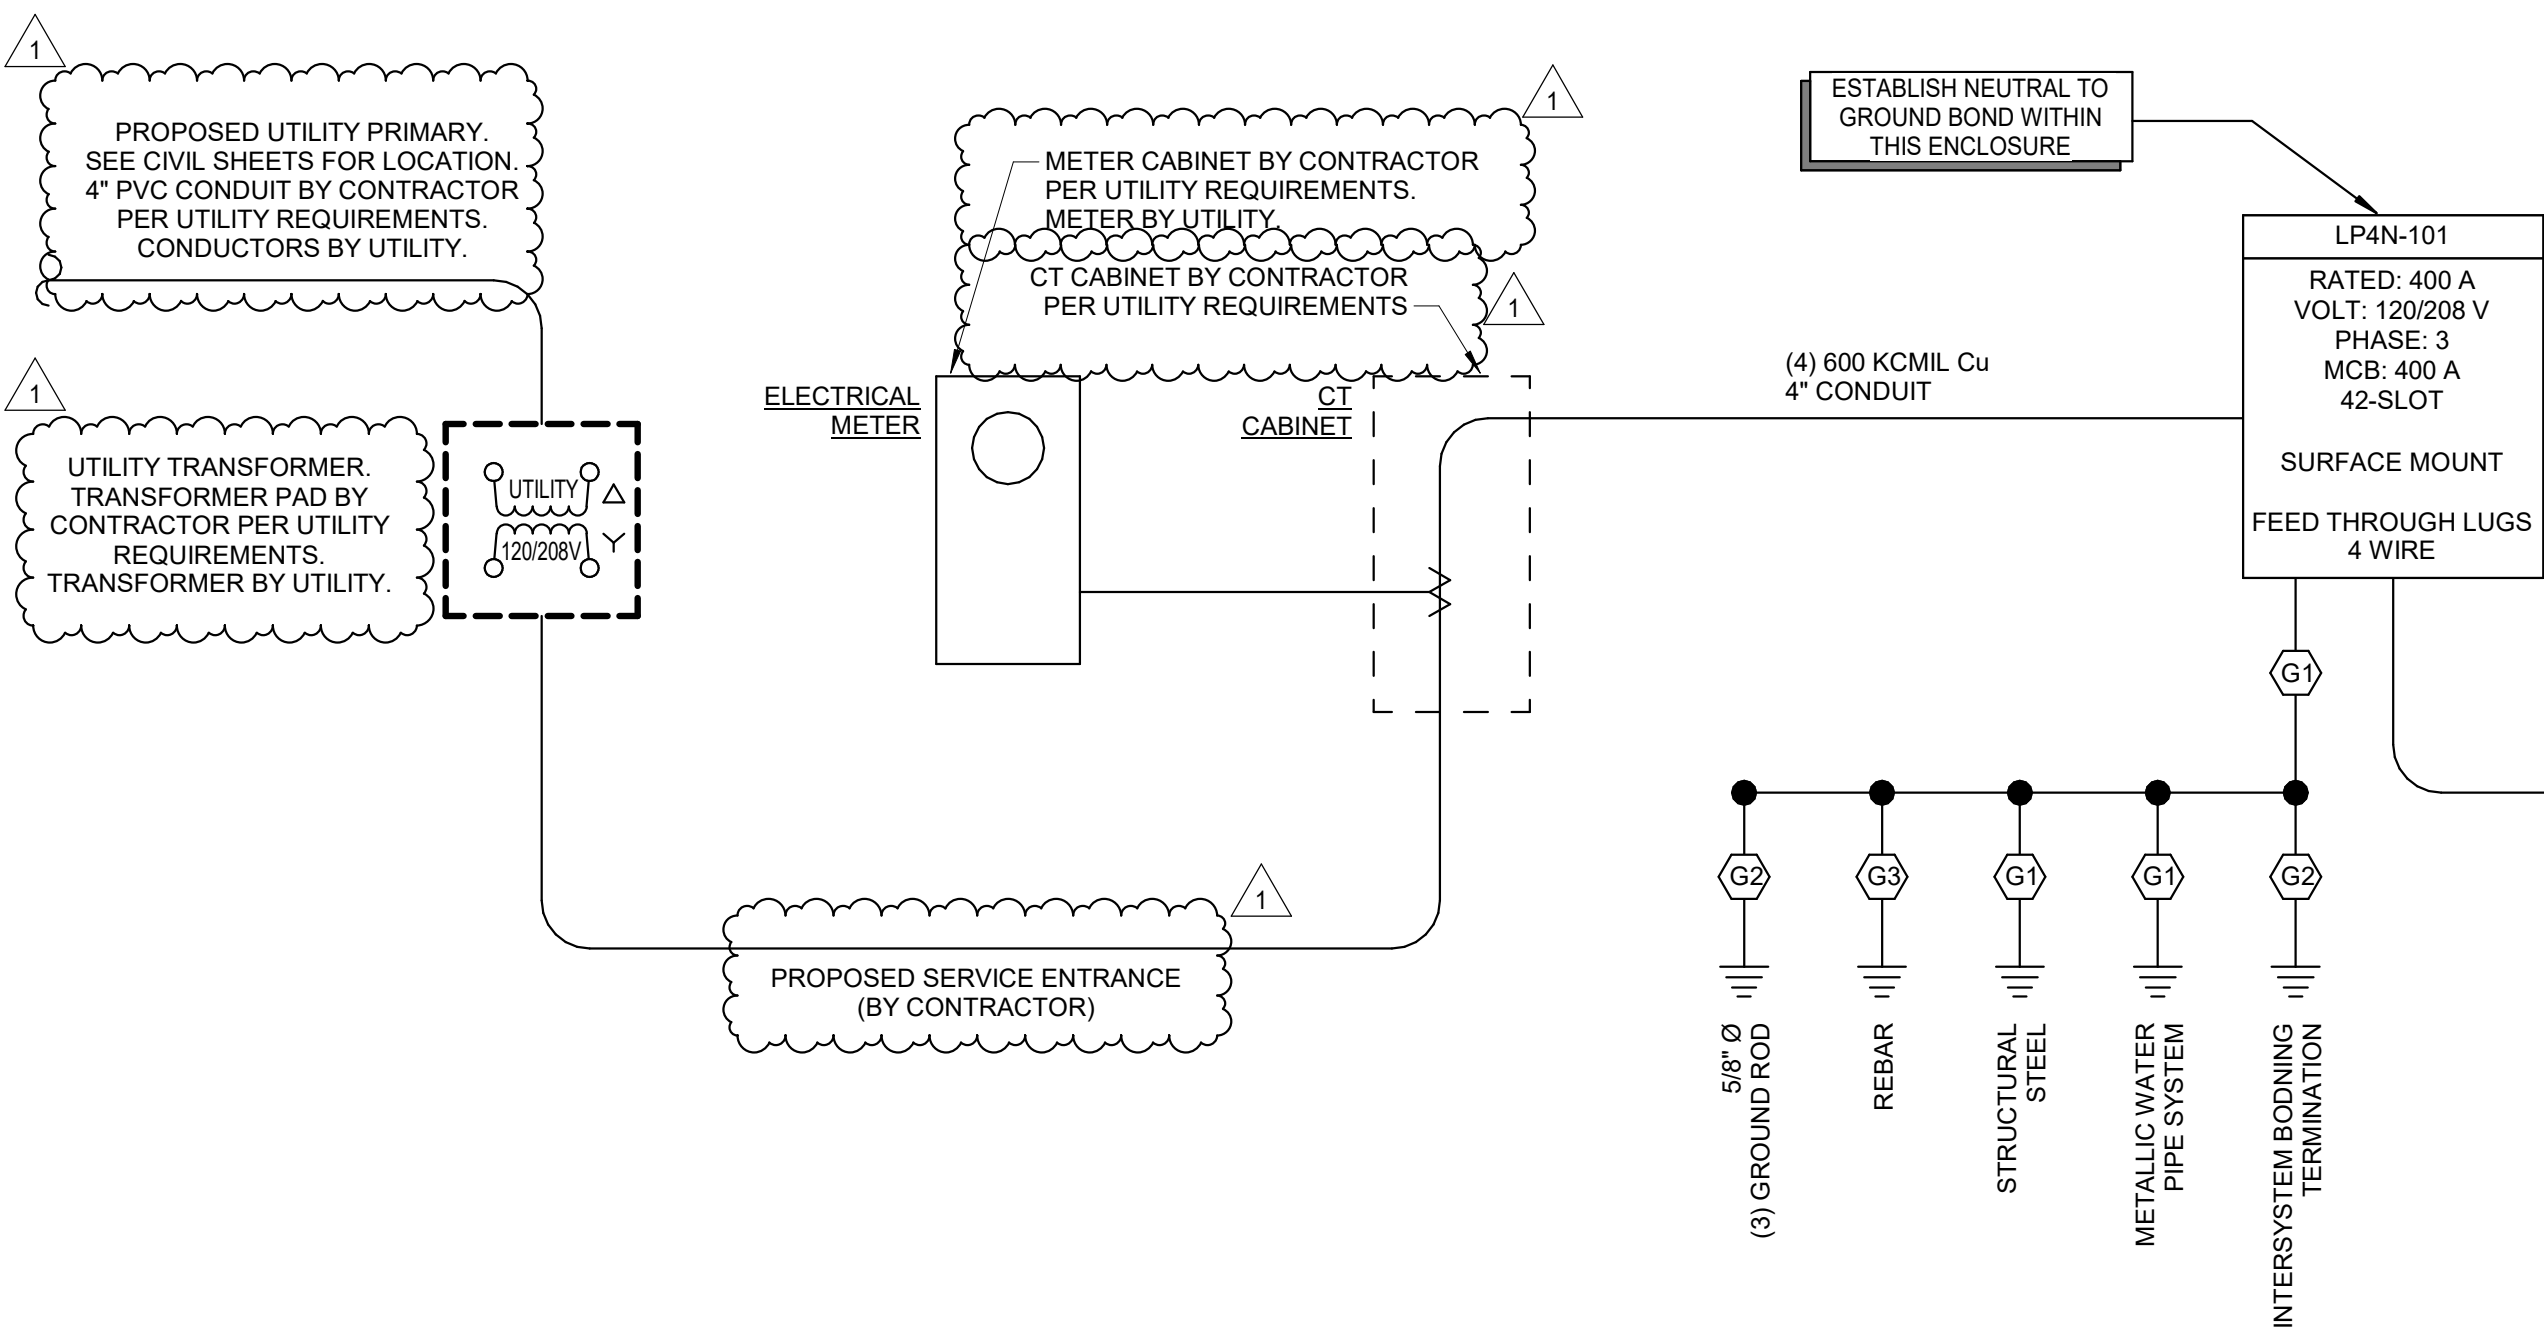 1
PROPOSED UTILITY PRIMARY.
SEE CIVIL SHEETS FOR LOCATION.
4" PVC CONDUIT BY CONTRACTOR
PER UTILITY REQUIREMENTS.
CONDUCTORS BY UTILITY.
1
UTILITY TRANSFORMER.
TRANSFORMER PAD BY
CONTRACTOR PER UTILITY
REQUIREMENTS.
TRANSFORMER BY UTILITY.
UTILITY
120/208V
1
METER CABINET BY CONTRACTOR
PER UTILITY REQUIREMENTS.
METER BY UTILITY.
CT CABINET BY CONTRACTOR
PER UTILITY REQUIREMENTS
1
ELECTRICAL
METER
CT
CABINET
1
PROPOSED SERVICE ENTRANCE
(BY CONTRACTOR)
ESTABLISH NEUTRAL TO
GROUND BOND WITHIN
THIS ENCLOSURE
(4) 600 KCMIL Cu
4" CONDUIT
LP4N-101
RATED: 400 A
VOLT: 120/208 V
PHASE: 3
MCB: 400 A
42-SLOT
SURFACE MOUNT
FEED THROUGH LUGS
4 WIRE
G1
G2
G3
G1
G1
G2
5/8" Ø
(3) GROUND ROD
REBAR
STRUCTURAL
STEEL
METALLIC WATER
PIPE SYSTEM
INTERSYSTEM BODNING
TERMINATION